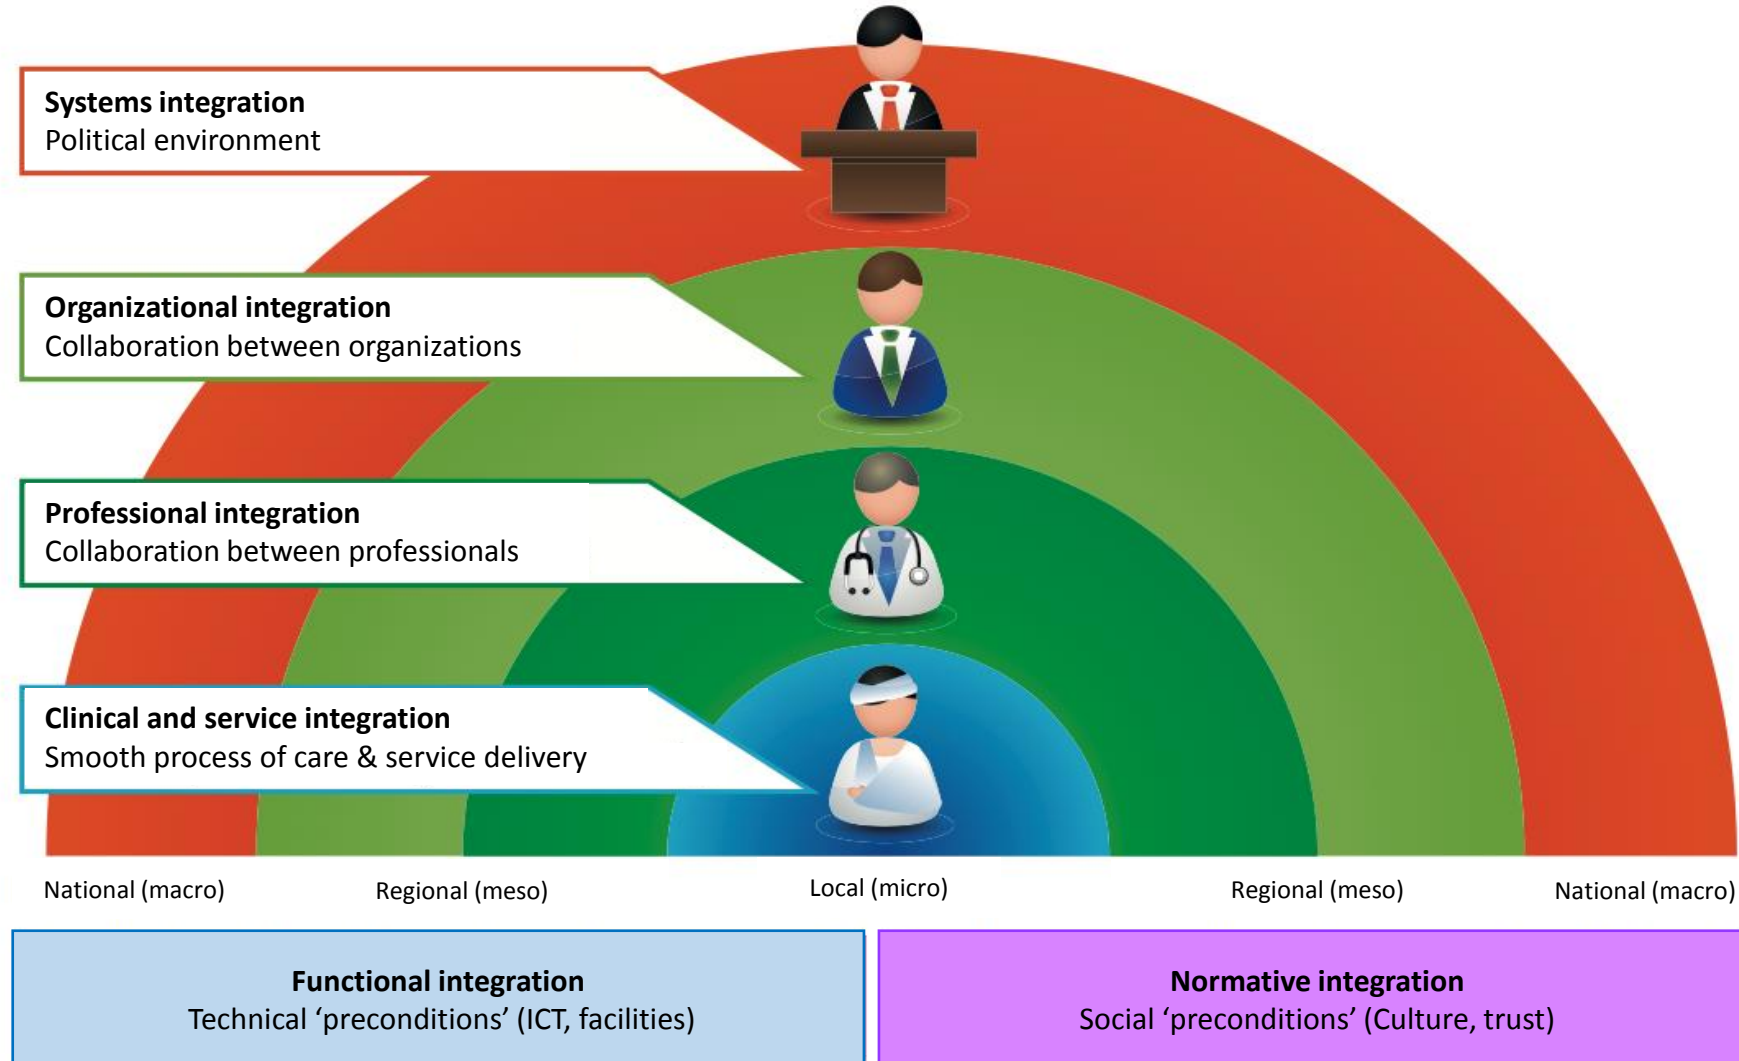 Systems integration
Political environment
Organizational integration
Collaboration between organizations
Professional integration
Collaboration between professionals
Clinical and service integration
Smooth process of care & service delivery
National (macro) Regional (meso) Local (micro) Regional (meso) National (macro)
Functional integration
Technical ‘preconditions’ (ICT, facilities)
Normative integration
Social ‘preconditions’ (Culture, trust)